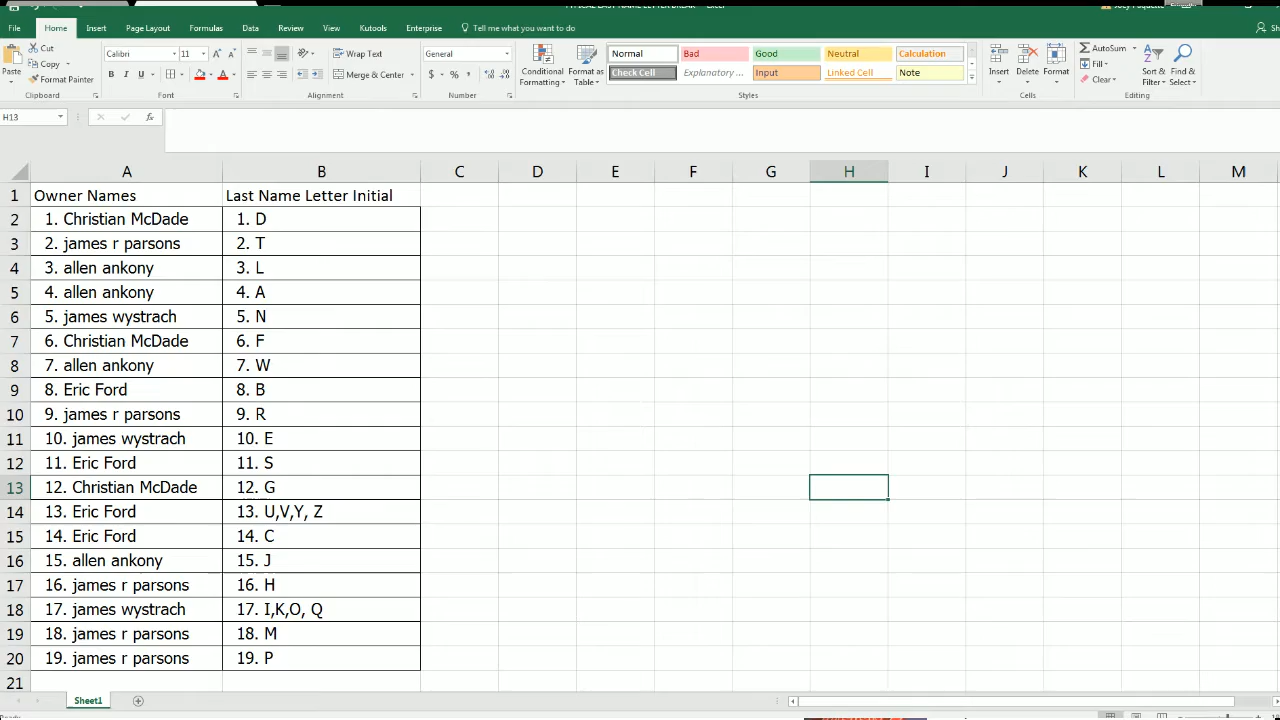 File Home Insert Page Layout Formulas Data Review View Kutools Enterprise Tell me what you want to do
Paste Cut Copy Format Painter Clipboard
Calibri 11 B I U A Font
Wrap Text Merge & Center Alignment
General $ % Number
Conditional Formatting Format as Table
Normal Bad Good Neutral Calculation
Check Cell Explanatory ... Input Linked Cell Note
Styles
Insert Delete Format Cells
AutoSum Fill Clear Sort & Filter Find & Select Editing
H13 fx
A B C D E F G H I J K L M
1 Owner Names Last Name Letter Initial
2 1. Christian McDade 1. D
3 2. james r parsons 2. T
4 3. allen ankony 3. L
5 4. allen ankony 4. A
6 5. james wystrach 5. N
7 6. Christian McDade 6. F
8 7. allen ankony 7. W
9 8. Eric Ford 8. B
10 9. james r parsons 9. R
11 10. james wystrach 10. E
12 11. Eric Ford 11. S
13 12. Christian McDade 12. G
14 13. Eric Ford 13. U,V,Y, Z
15 14. Eric Ford 14. C
16 15. allen ankony 15. J
17 16. james r parsons 16. H
18 17. james wystrach 17. I,K,O, Q
19 18. james r parsons 18. M
20 19. james r parsons 19. P
21
Sheet1